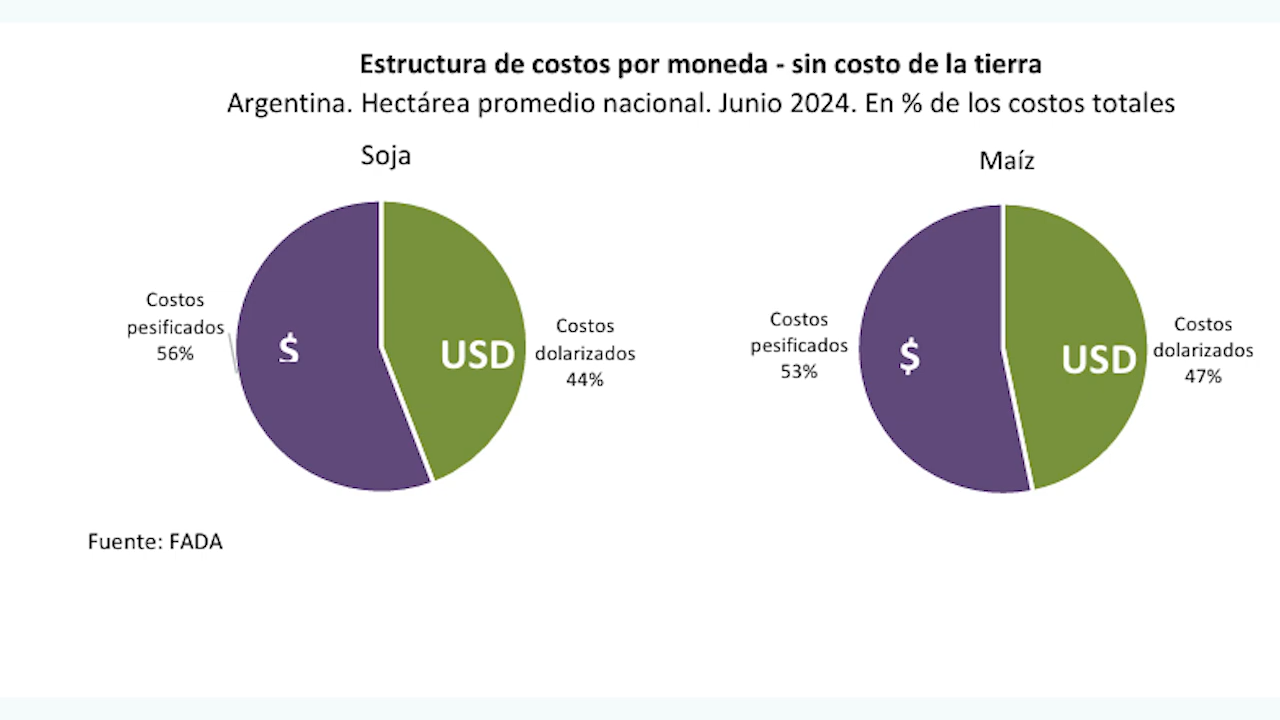 Estructura de costos por moneda - sin costo de la tierra
Argentina. Hectárea promedio nacional. Junio 2024. En % de los costos totales
Soja
Costos
pesificados
56%
$
USD
Costos
dolarizados
44%
Maíz
Costos
pesificados
53%
$
USD
Costos
dolarizados
47%
Fuente: FADA